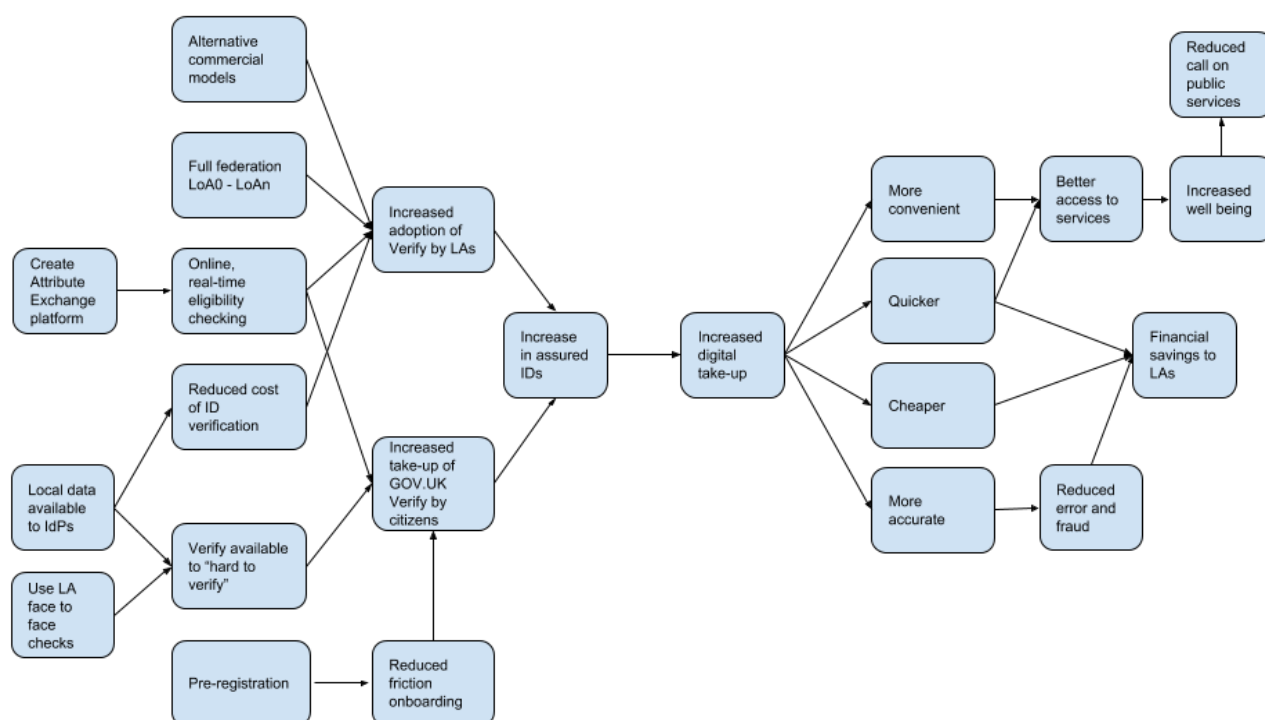 Alternative
commercial
models
Full federation
LoA0 - LoAn
Create
Attribute
Exchange
platform
Online,
real-time
eligibility
checking
Reduced cost
of ID
verification
Local data
available
to IdPs
Verify available
to “hard to
verify”
Use LA
face to
face
checks
Pre-registration
Reduced
friction
onboarding
Increased
adoption of
Verify by LAs
Increased
take-up of
GOV.UK
Verify by
citizens
Increase
in assured
IDs
Increased
digital
take-up
More
convenient
Quicker
Cheaper
More
accurate
Better
access to
services
Increased
well being
Reduced
call on
public
services
Financial
savings to
LAs
Reduced
error and
fraud